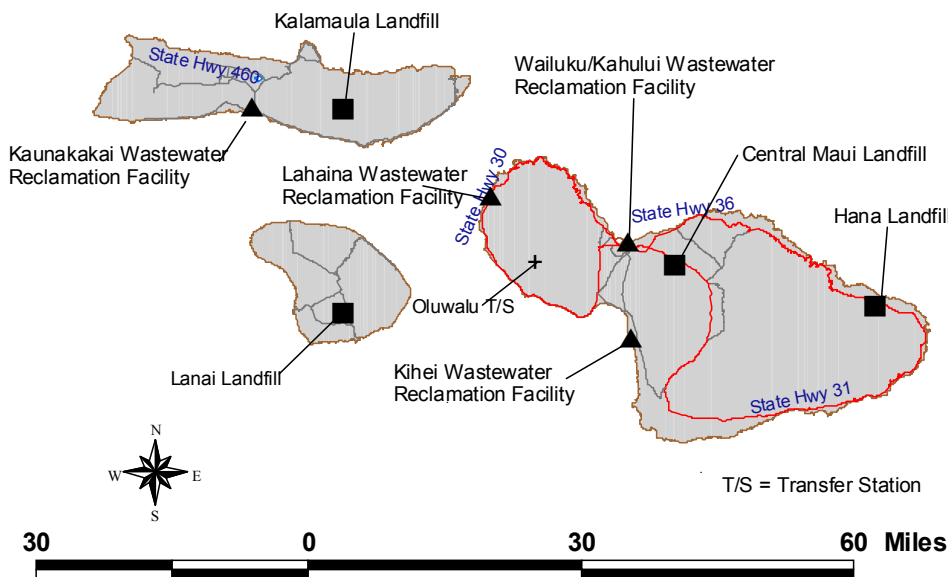 Kalamaula Landfill
State Hwy 460
Wailuku/Kahului Wastewater
Reclamation Facility
Kaunakakai Wastewater
Reclamation Facility
Lahaina Wastewater
Reclamation Facility
State Hwy 30
Central Maui Landfill
State Hwy 36
Hana Landfill
Oluwalu T/S
Lanai Landfill
Kihei Wastewater
Reclamation Facility
State Hwy 31
N
W
E
S
T/S = Transfer Station
30 0 30 60 Miles